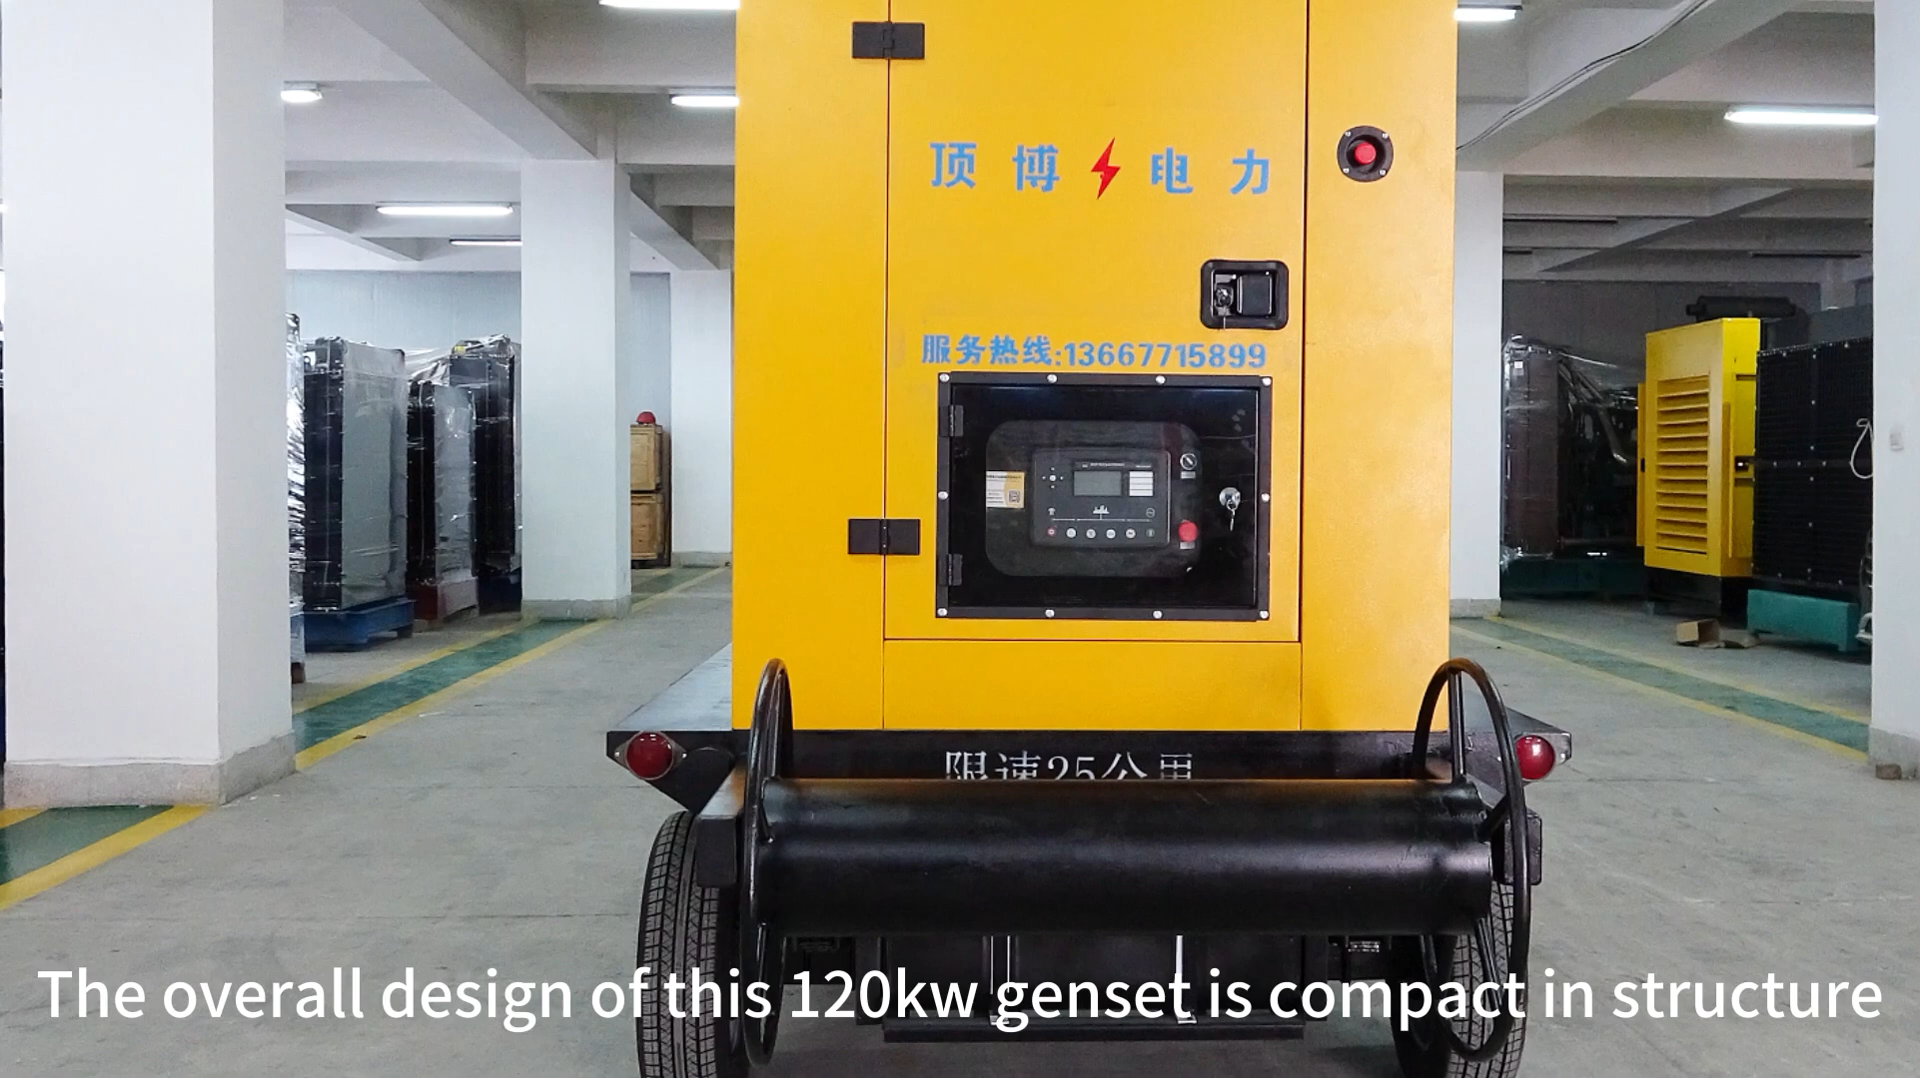 顶博电力
服务热线:13667715899
限速25公里
The overall design of this 120kw genset is compact in structure